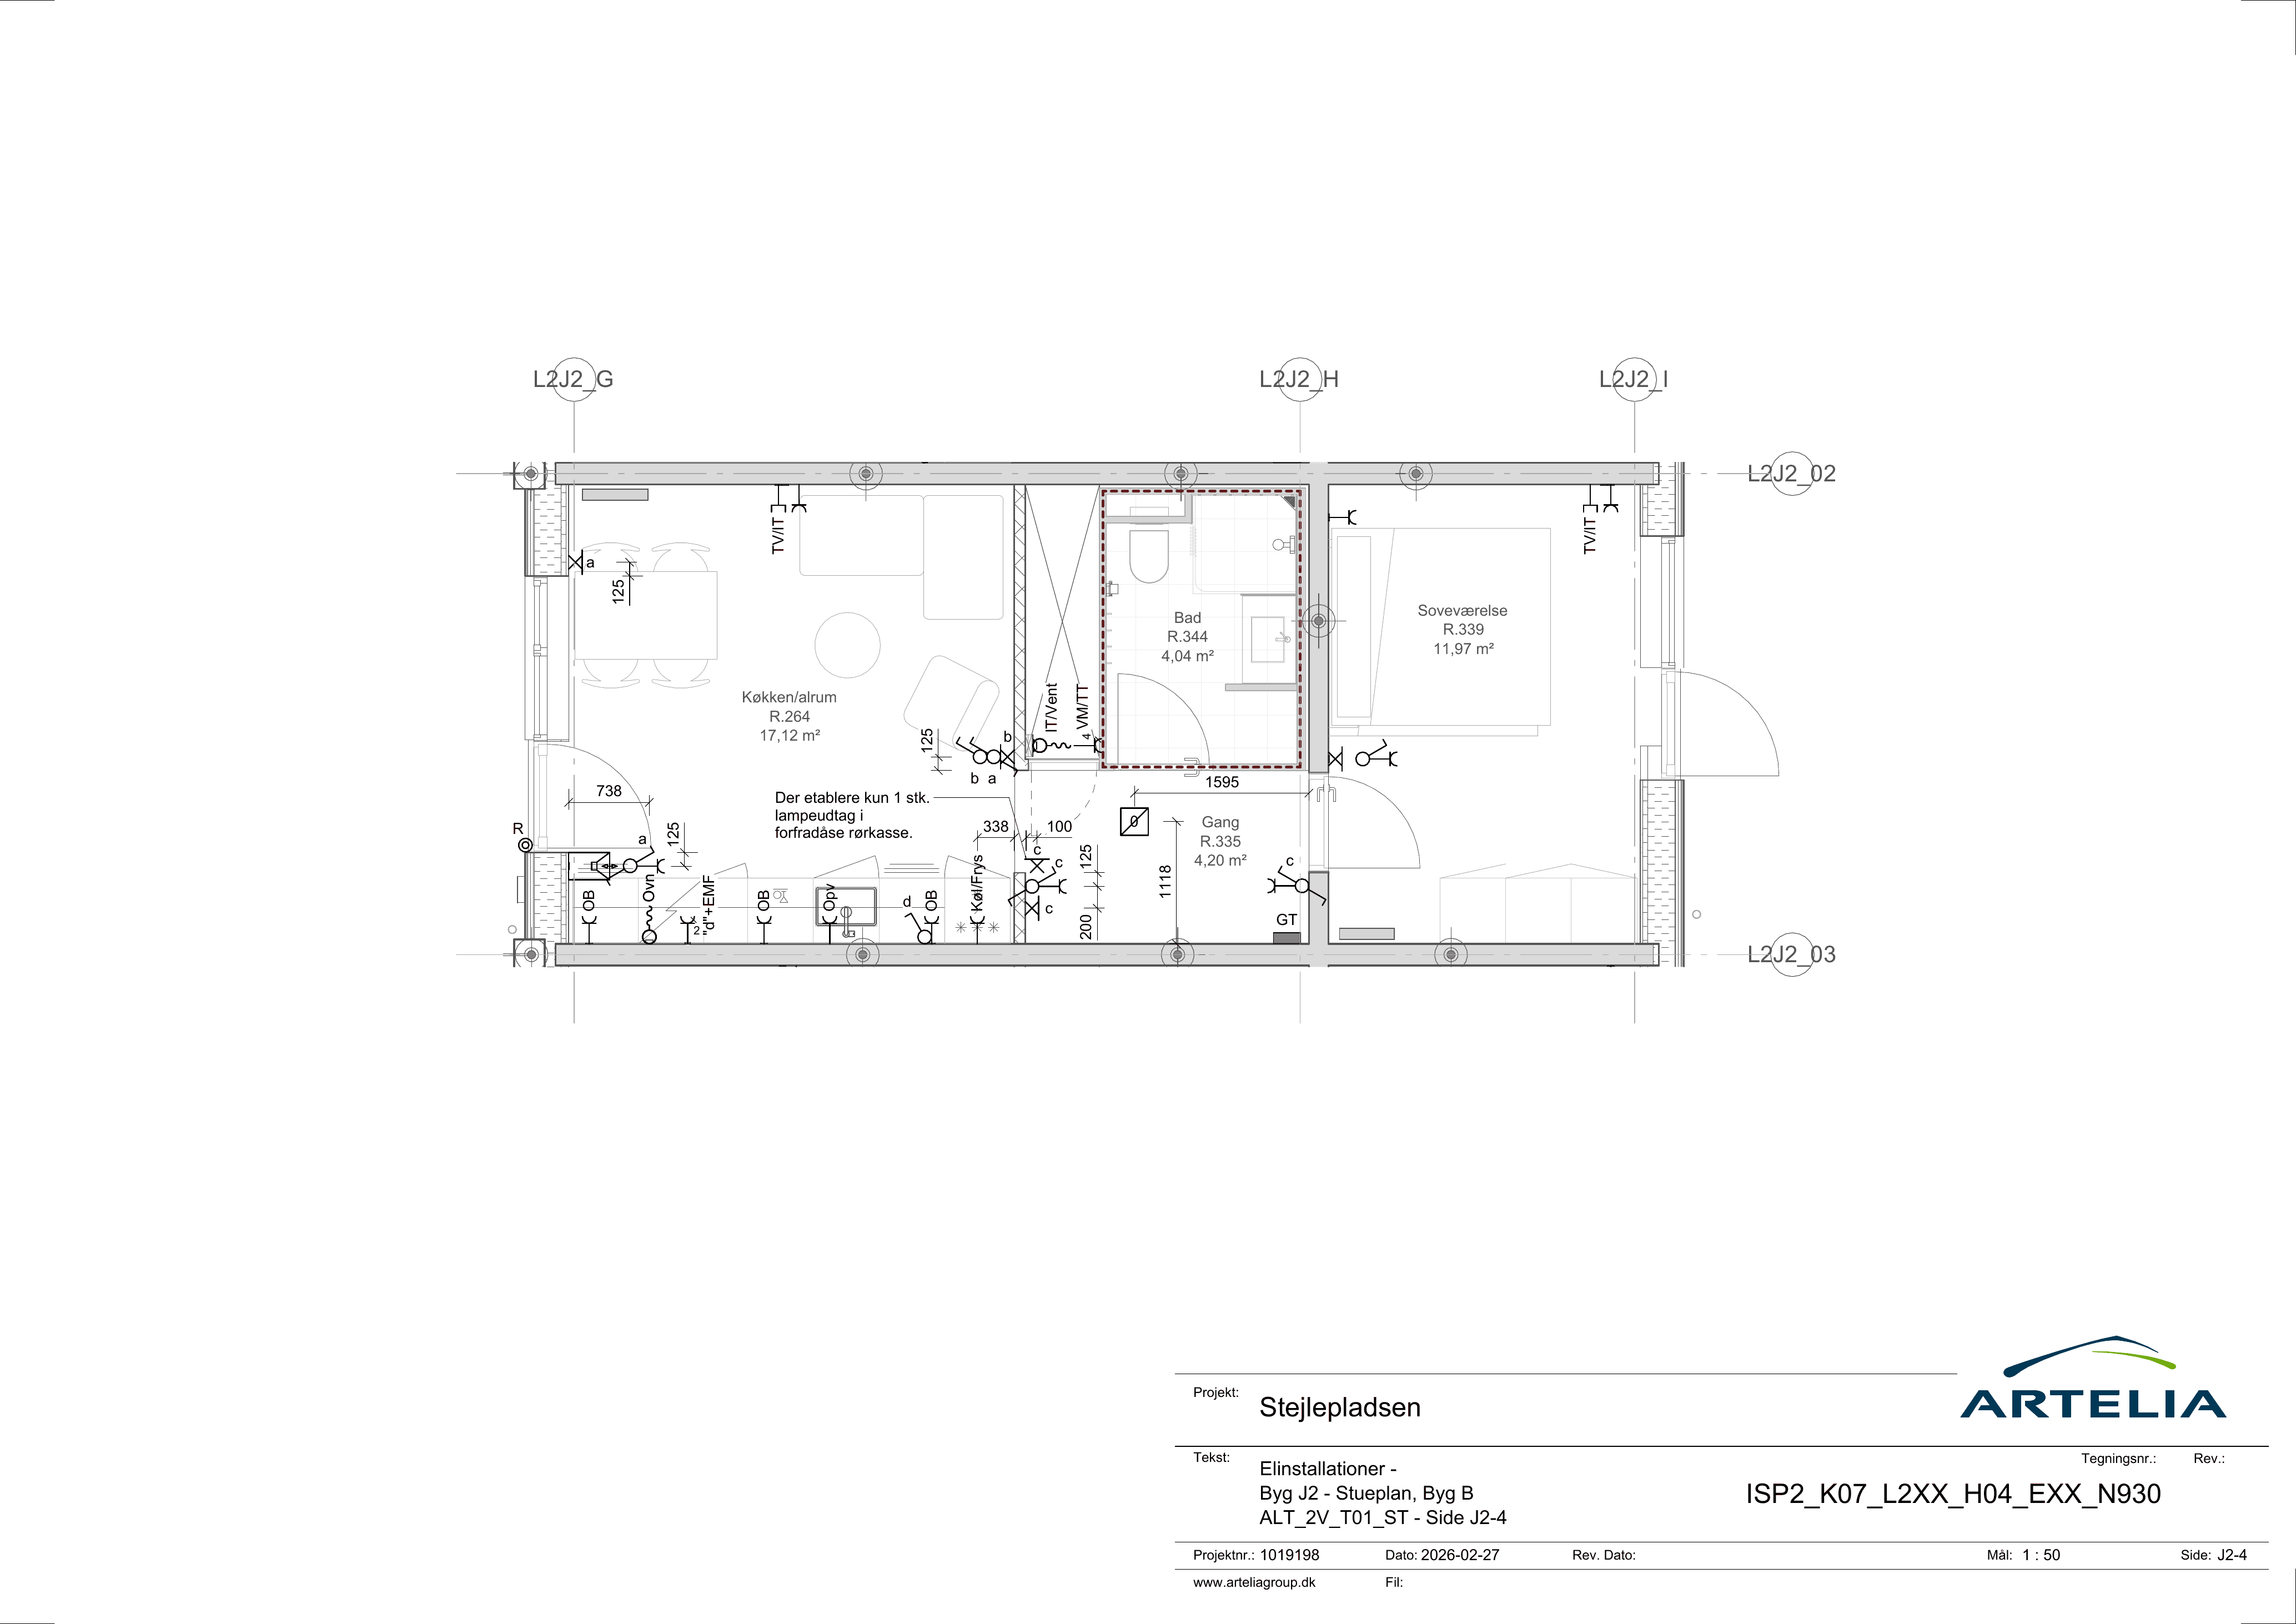 L2J2_G
L2J2_H
L2J2_I
L2J2_02
TV/IT
TV/IT
a
125
Bad
R.344
4,04 m²
Soveværelse
R.339
11,97 m²
Køkken/alrum
R.264
17,12 m²
IT/Vent
VM/TT
4
125
b
b a
738
1595
Der etablere kun 1 stk.
lampeudtag i
forfradåse rørkasse.
338
100
0
Gang
R.335
4,20 m²
R
a
125
c
c
c
c
125
200
1118
GT
OB
Ovn
2
"d"+EMF
OB
Opv
d
OB
Køl/Frys
L2J2_03
Projekt:
Stejlepladsen
ARTELIA
Tekst:
Elinstallationer -
Byg J2 - Stueplan, Byg B
ALT_2V_T01_ST - Side J2-4
Tegningsnr.:
Rev.:
ISP2_K07_L2XX_H04_EXX_N930
Projektnr.: 1019198
Dato: 2026-02-27
Rev. Dato:
Mål: 1 : 50
Side: J2-4
www.arteliagroup.dk
Fil: